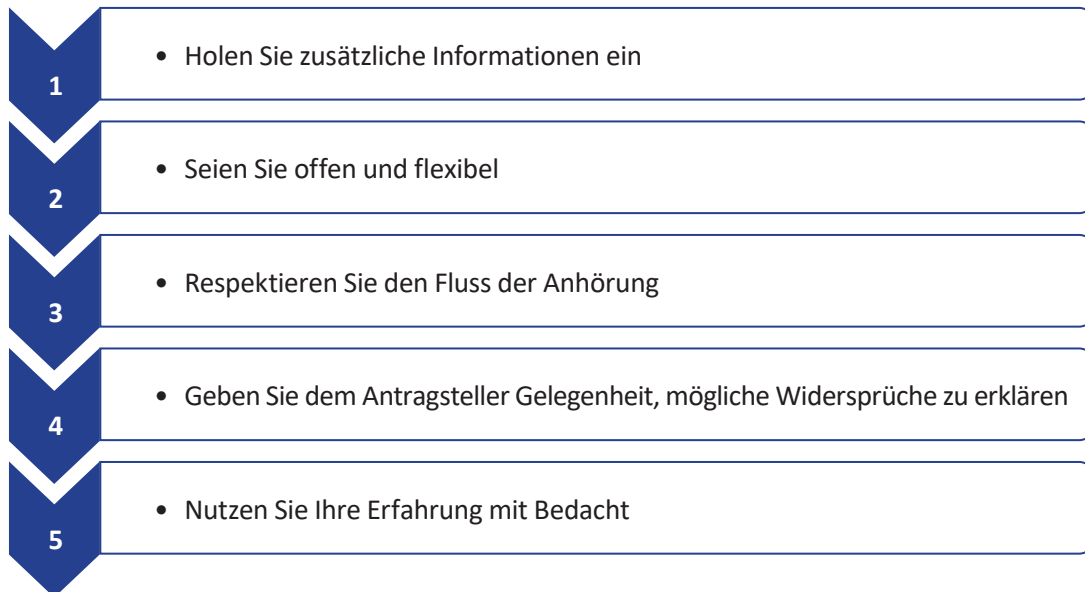 1
• Holen Sie zusätzliche Informationen ein
2
• Seien Sie offen und flexibel
3
• Respektieren Sie den Fluss der Anhörung
4
• Geben Sie dem Antragsteller Gelegenheit, mögliche Widersprüche zu erklären
5
• Nutzen Sie Ihre Erfahrung mit Bedacht